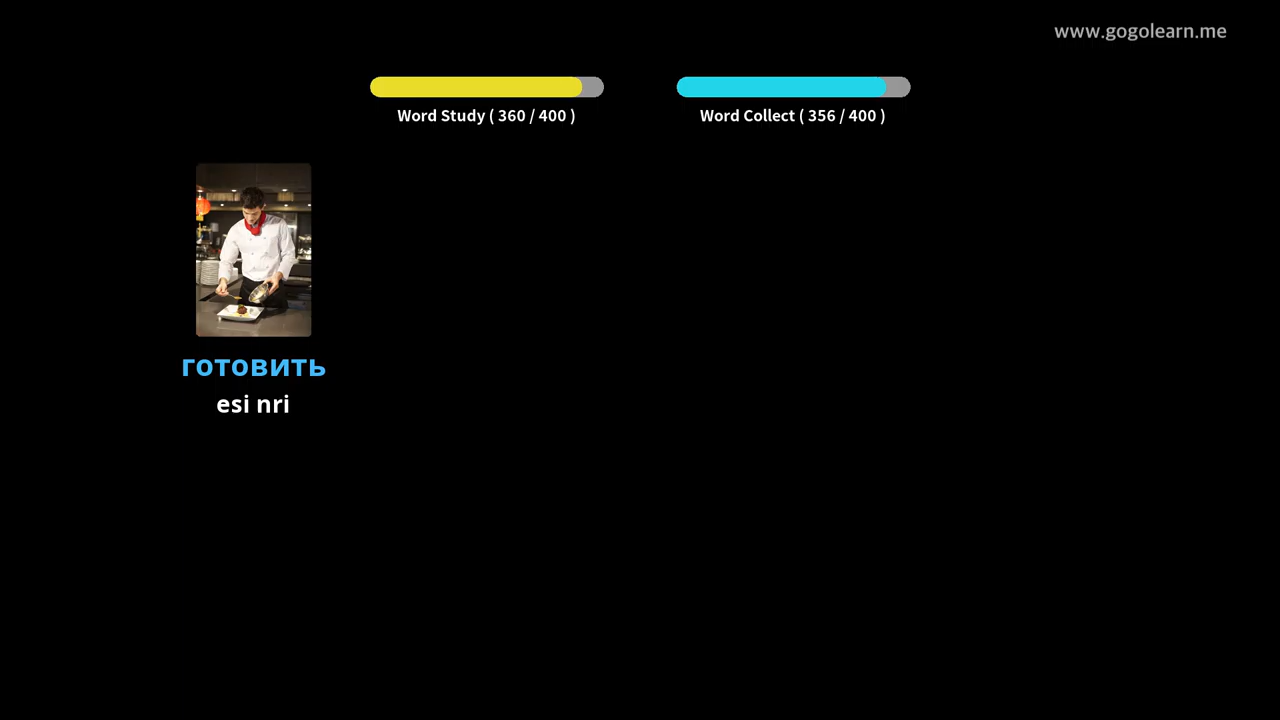 www.gogolearn.me
Word Study ( 360 / 400 )
Word Collect ( 356 / 400 )
готовить
esi nri